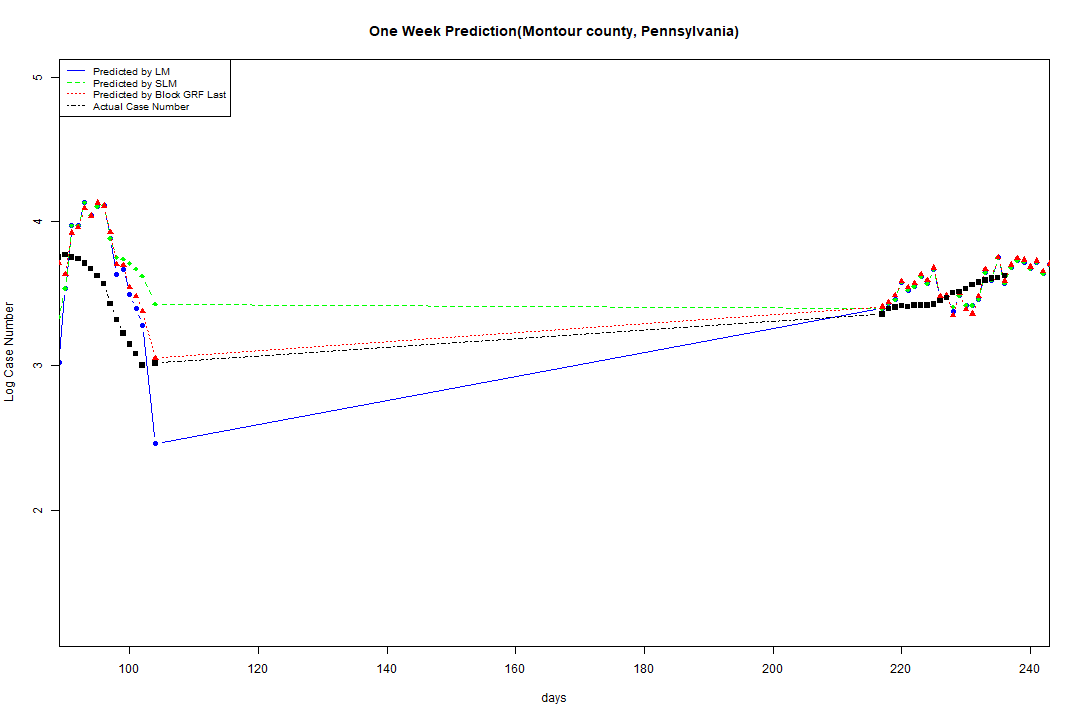 One Week Prediction(Montour county, Pennsylvania)
Predicted by LM
Predicted by SLM
Predicted by Block GRF Last
Actual Case Number
5
4
3
2
Log Case Number
100 120 140 160 180 200 220 240
days